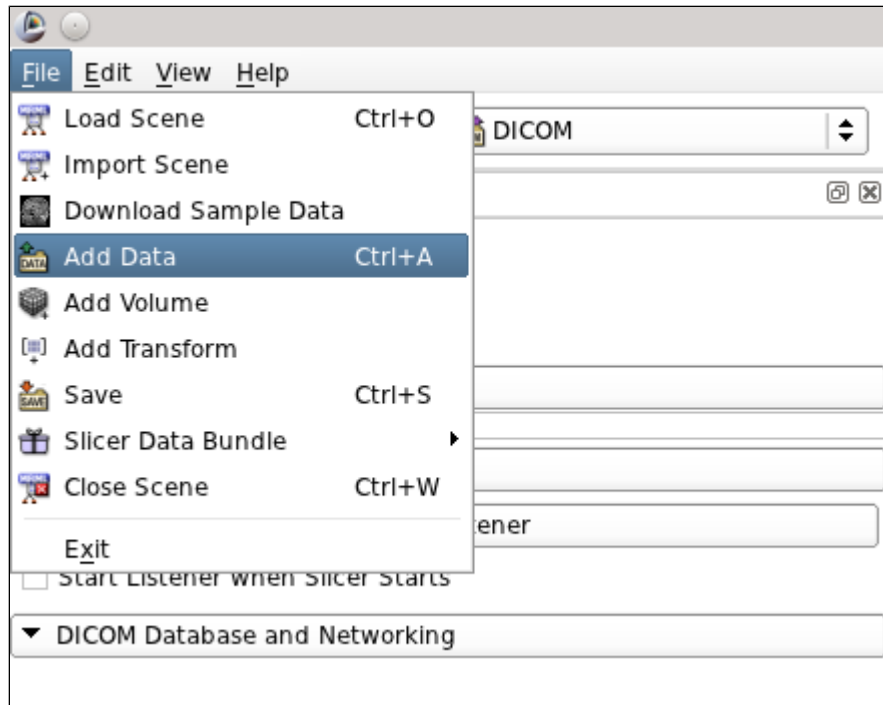 File Edit View Help
Load Scene Ctrl+O
DICOM
Import Scene
Download Sample Data
Add Data Ctrl+A
Add Volume
Add Transform
Save Ctrl+S
Slicer Data Bundle
Close Scene Ctrl+W
tener
Exit
Start Listener when Slicer Starts
DICOM Database and Networking